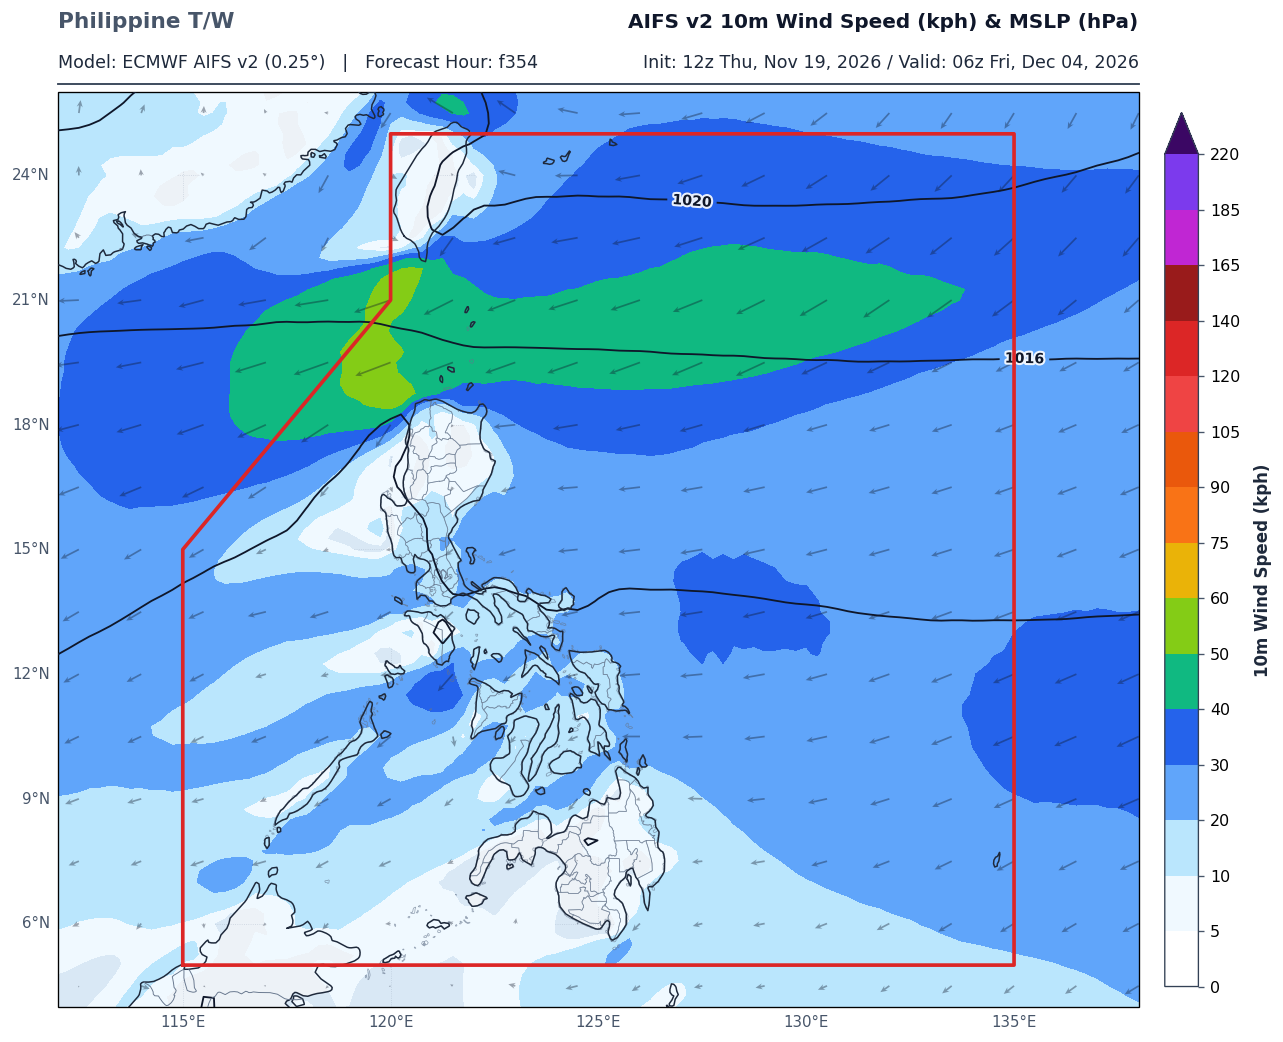 Philippine T/W
AIFS v2 10m Wind Speed (kph) & MSLP (hPa)
Model: ECMWF AIFS v2 (0.25°) | Forecast Hour: f354
Init: 12z Thu, Nov 19, 2026 / Valid: 06z Fri, Dec 04, 2026
24°N
21°N
18°N
15°N
12°N
9°N
6°N
115°E
120°E
125°E
130°E
135°E
1020
1016
220
185
165
140
120
105
90
75
60
50
40
30
20
10
5
0
10m Wind Speed (kph)